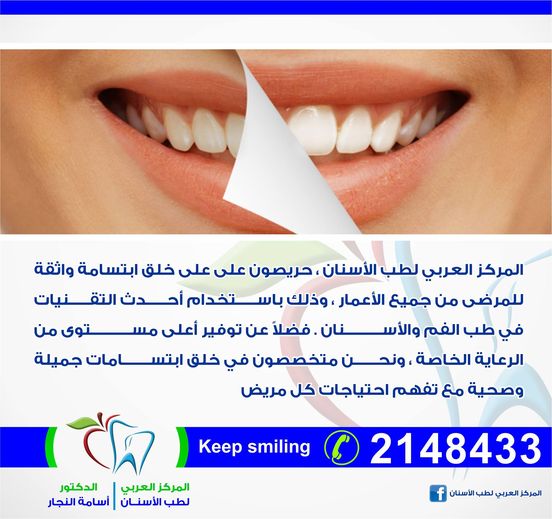 المركز العربي لطب الأسنان ، حريصون على على خلق ابتسامة واثقة
للمرضى من جميع الأعمار ، وذلك باستخدام أحدث التقنيات
في طب الفم والأسنان . فضلاً عن توفير أعلى مستوى من
الرعاية الخاصة ، ونحن متخصصون في خلق ابتسامات جميلة
وصحية مع تفهم احتياجات كل مريض
Keep smiling 2148433
المركز العربي
لطب الأسنان
الدكتور
أسامة النجار
المركز العربي لطب الأسنان f